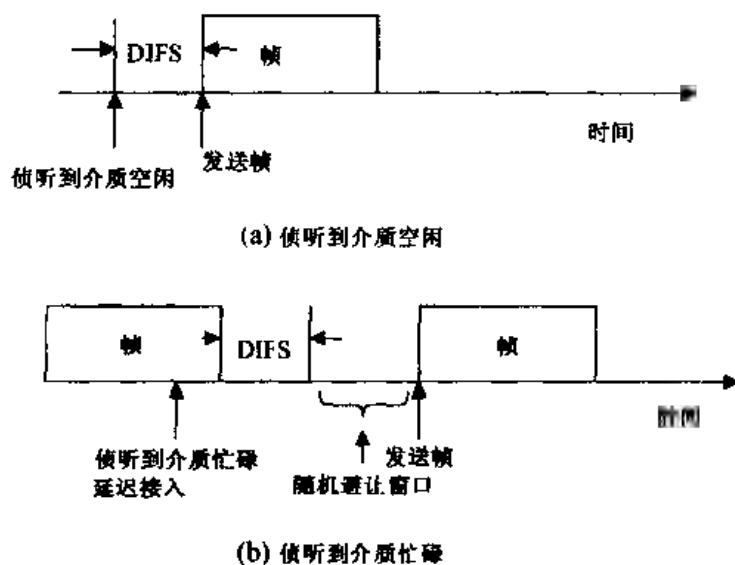 DIFS
帧
时间
侦听到介质空闲
发送帧
(a) 侦听到介质空闲
帧
DIFS
帧
时间
侦听到介质忙碌
延迟接入
发送帧
随机避让窗口
(b) 侦听到介质忙碌